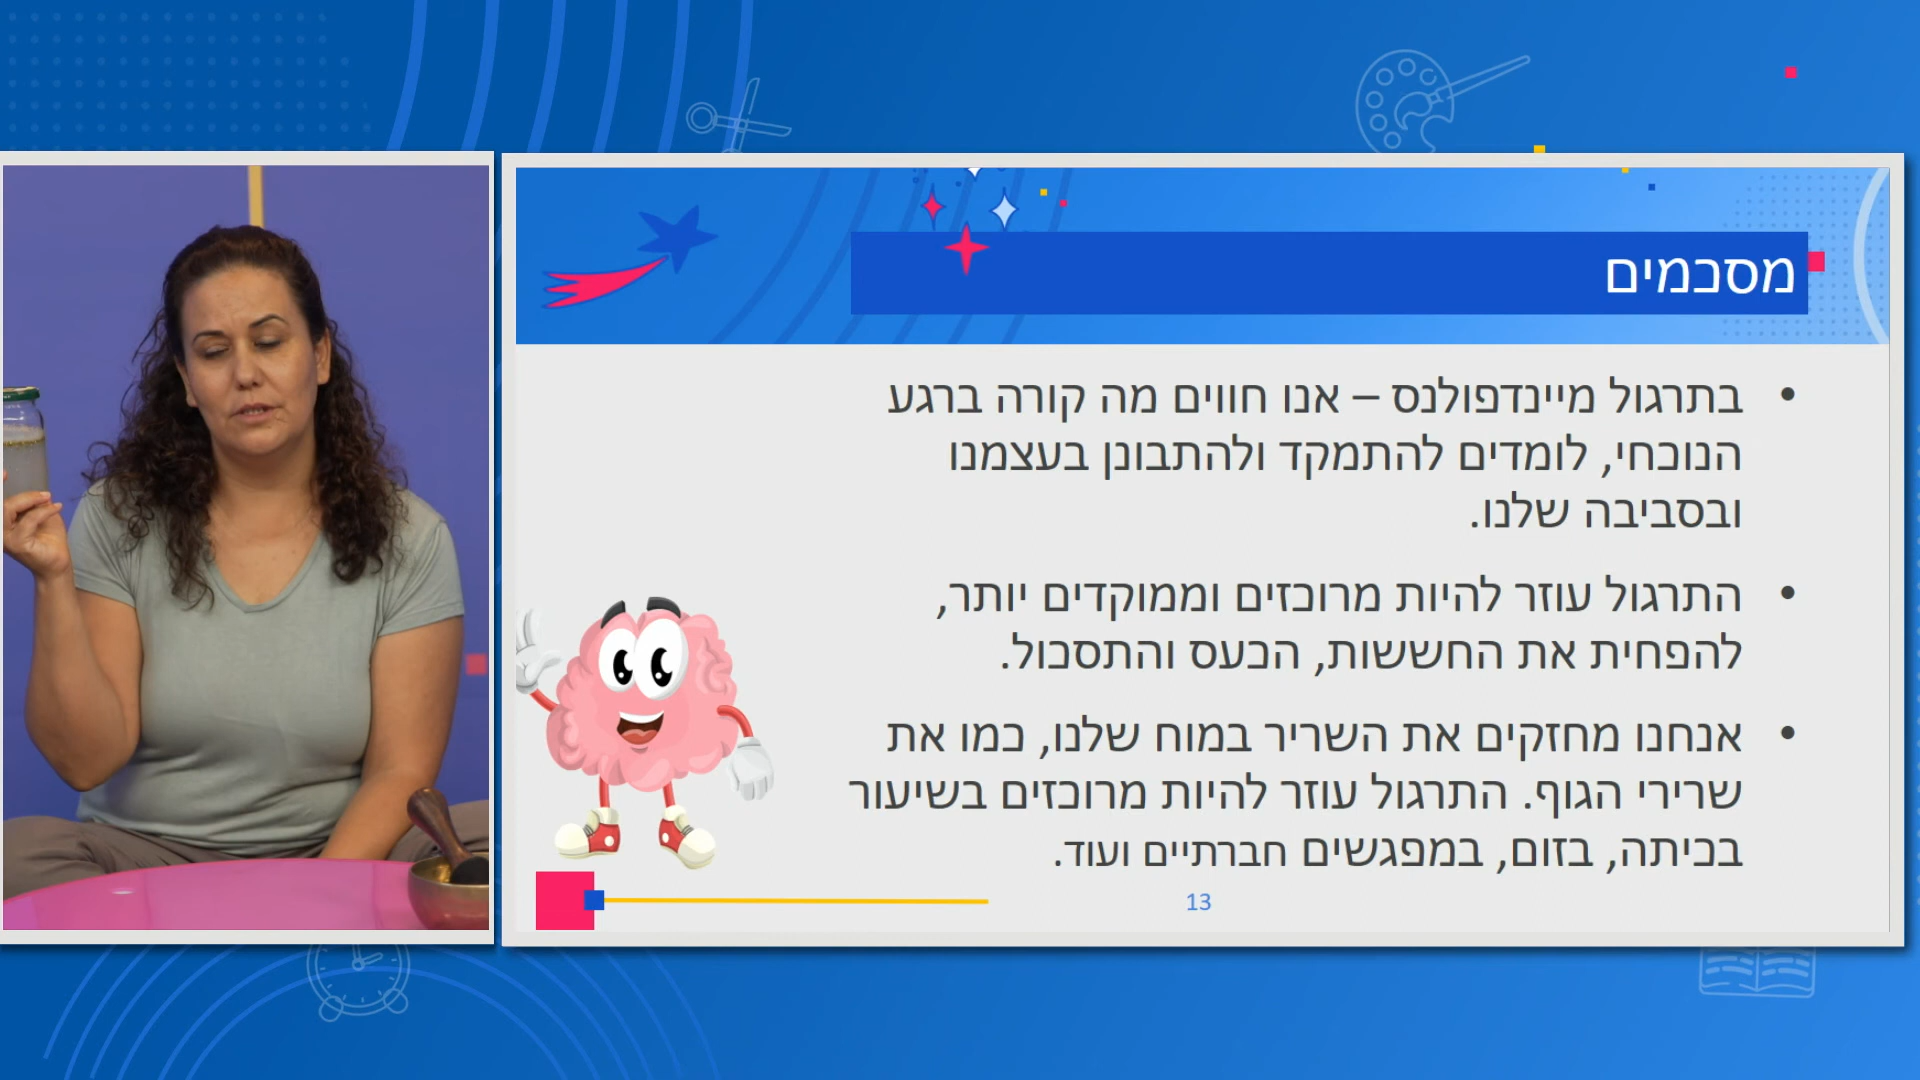 מסכמים
• בתרגול מיינדפולנס – אנו חווים מה קורה ברגע
הנוכחי, לומדים להתמקד ולהתבונן בעצמנו
ובסביבה שלנו.
• התרגול עוזר להיות מרוכזים וממוקדים יותר,
להפחית את החששות, הכעס והתסכול.
• אנחנו מחזקים את השריר במוח שלנו, כמו את
שרירי הגוף. התרגול עוזר להיות מרוכזים בשיעור
בכיתה, בזום, במפגשים חברתיים ועוד.
13